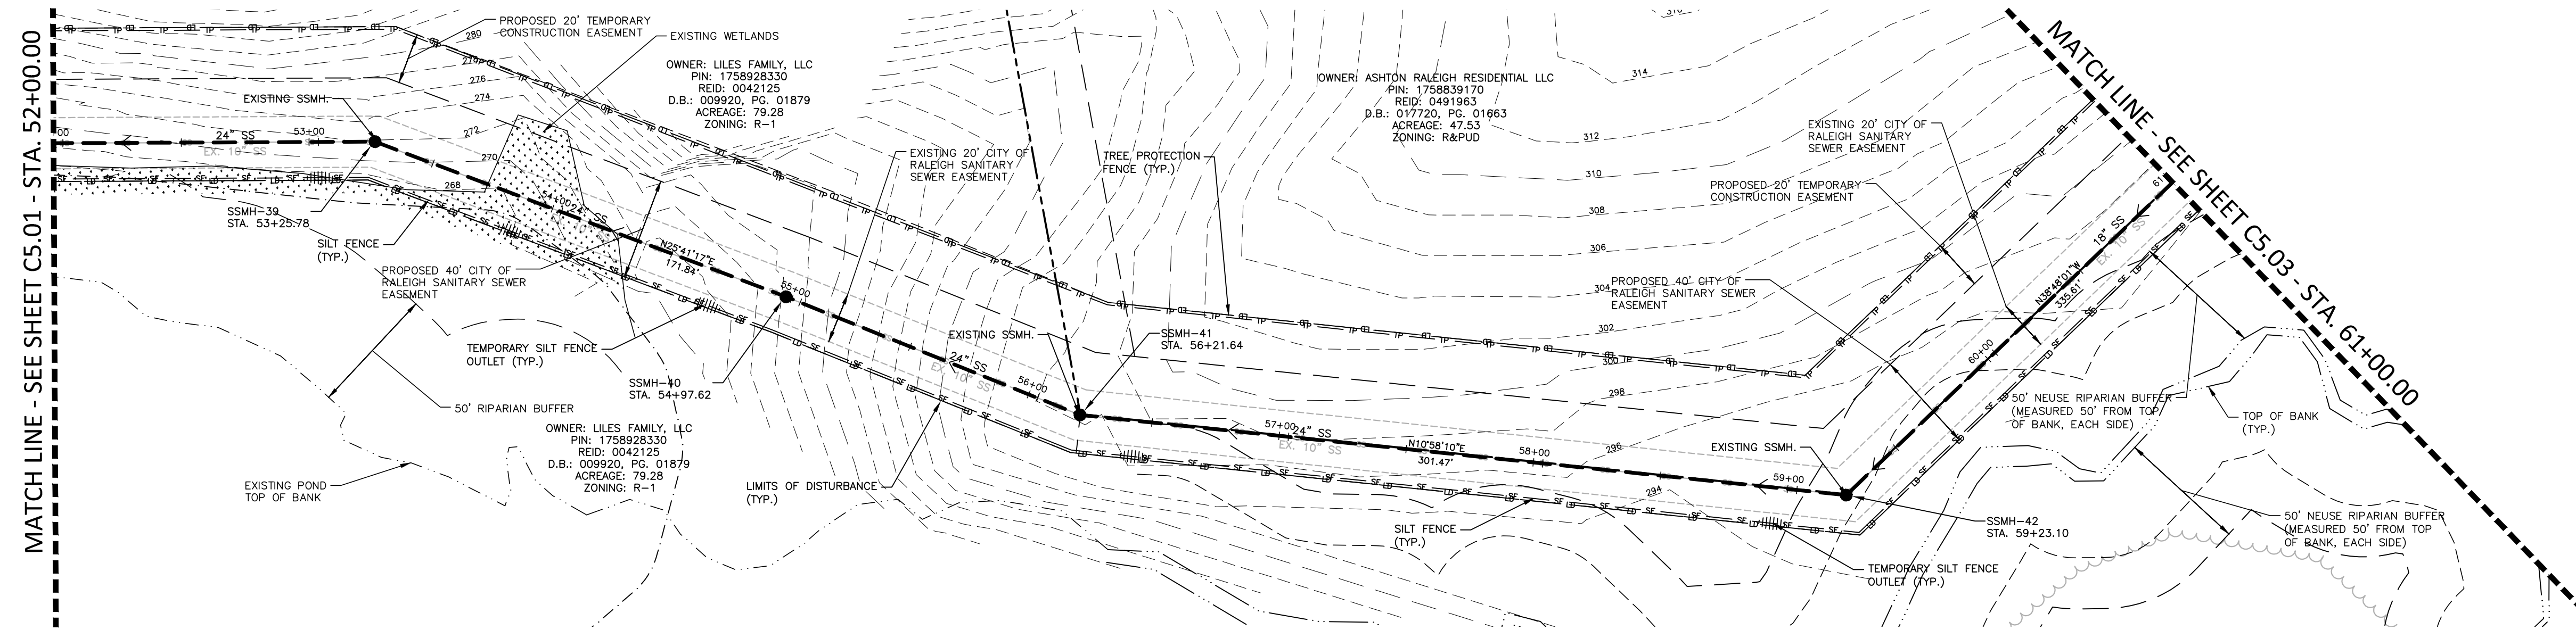 MATCH LINE - SEE SHEET C5.01 - STA. 52+00.00
PROPOSED 20' TEMPORARY
CONSTRUCTION EASEMENT
EXISTING WETLANDS
OWNER: LILES FAMILY, LLC
PIN: 1758928330
REID: 0042125
D.B.: 009920, PG. 01879
ACREAGE: 79.28
ZONING: R-1
280
278
276
274
272
270
268
EXISTING SSMH.
00
24" SS
EX. 10" SS
53+00
SSMH-39
STA. 53+25.78
SILT FENCE
(TYP.)
54+00
24" SS
N25°41'17"E
171.84'
55+00
PROPOSED 40' CITY OF
RALEIGH SANITARY SEWER
EASEMENT
TEMPORARY SILT FENCE
OUTLET (TYP.)
SSMH-40
STA. 54+97.62
50' RIPARIAN BUFFER
OWNER: LILES FAMILY, LLC
PIN: 1758928330
REID: 0042125
D.B.: 009920, PG. 01879
ACREAGE: 79.28
ZONING: R-1
EXISTING POND
TOP OF BANK
LIMITS OF DISTURBANCE
(TYP.)
EXISTING 20' CITY OF
RALEIGH SANITARY
SEWER EASEMENT
EXISTING SSMH.
24" SS
EX. 10" SS
56+00
SSMH-41
STA. 56+21.64
TREE PROTECTION
FENCE (TYP.)
OWNER: ASHTON RALEIGH RESIDENTIAL LLC
PIN: 1758839170
REID: 0491963
D.B.: 017720, PG. 01663
ACREAGE: 47.53
ZONING: R&PUD
316
314
312
310
308
306
304
302
300
298
296
294
57+00
24" SS
EX. 10" SS
N10°58'10"E
301.47'
58+00
59+00
SILT FENCE
(TYP.)
EXISTING SSMH.
SSMH-42
STA. 59+23.10
TEMPORARY SILT FENCE
OUTLET (TYP.)
EXISTING 20' CITY OF
RALEIGH SANITARY
SEWER EASEMENT
PROPOSED 20' TEMPORARY
CONSTRUCTION EASEMENT
PROPOSED 40' CITY OF
RALEIGH SANITARY SEWER
EASEMENT
60+00
N38°48'01"W
335.61'
18" SS
EX. 10" SS
61
50' NEUSE RIPARIAN BUFFER
(MEASURED 50' FROM TOP
OF BANK, EACH SIDE)
TOP OF BANK
(TYP.)
50' NEUSE RIPARIAN BUFFER
(MEASURED 50' FROM TOP
OF BANK, EACH SIDE)
MATCH LINE - SEE SHEET C5.03 - STA. 61+00.00